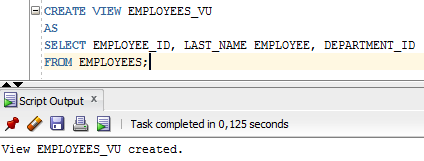 CREATE VIEW EMPLOYEES_VU
AS
SELECT EMPLOYEE_ID, LAST_NAME EMPLOYEE, DEPARTMENT_ID
FROM EMPLOYEES;
Script Output x
Task completed in 0,125 seconds
View EMPLOYEES_VU created.